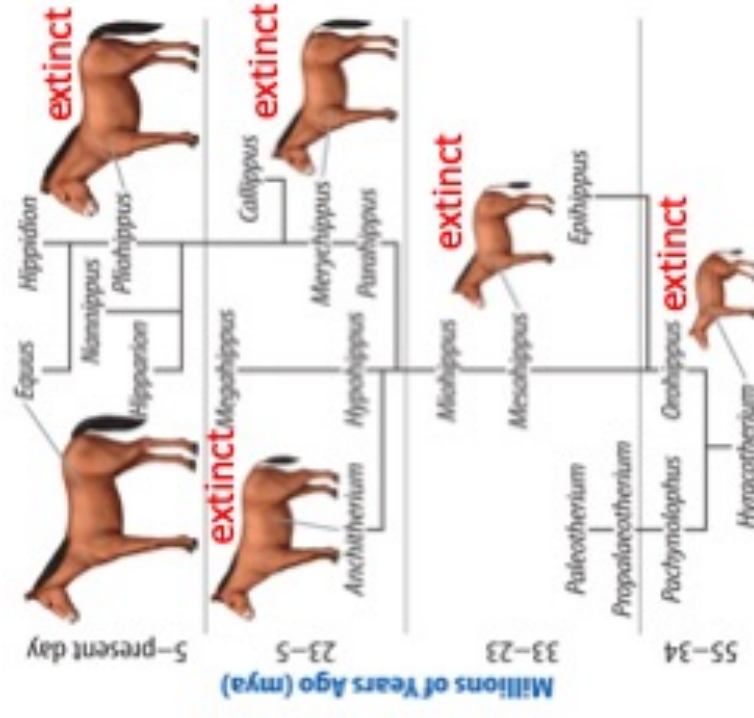 Equus
Hippidion
extinct
Nannippus
Pliohippus
Hipparion
5–present day
Megahippus
Callippus
extinct
extinct
Merychippus
Anchitherium
Hypohippus
Parahippus
23–5
Miohippus
extinct
Mesohippus
Paleotherium
Epihippus
Propalaeotherium
33–23
Pachynolophus
Orohippus
extinct
Hyracotherium
55–34
Millions of Years Ago (mya)